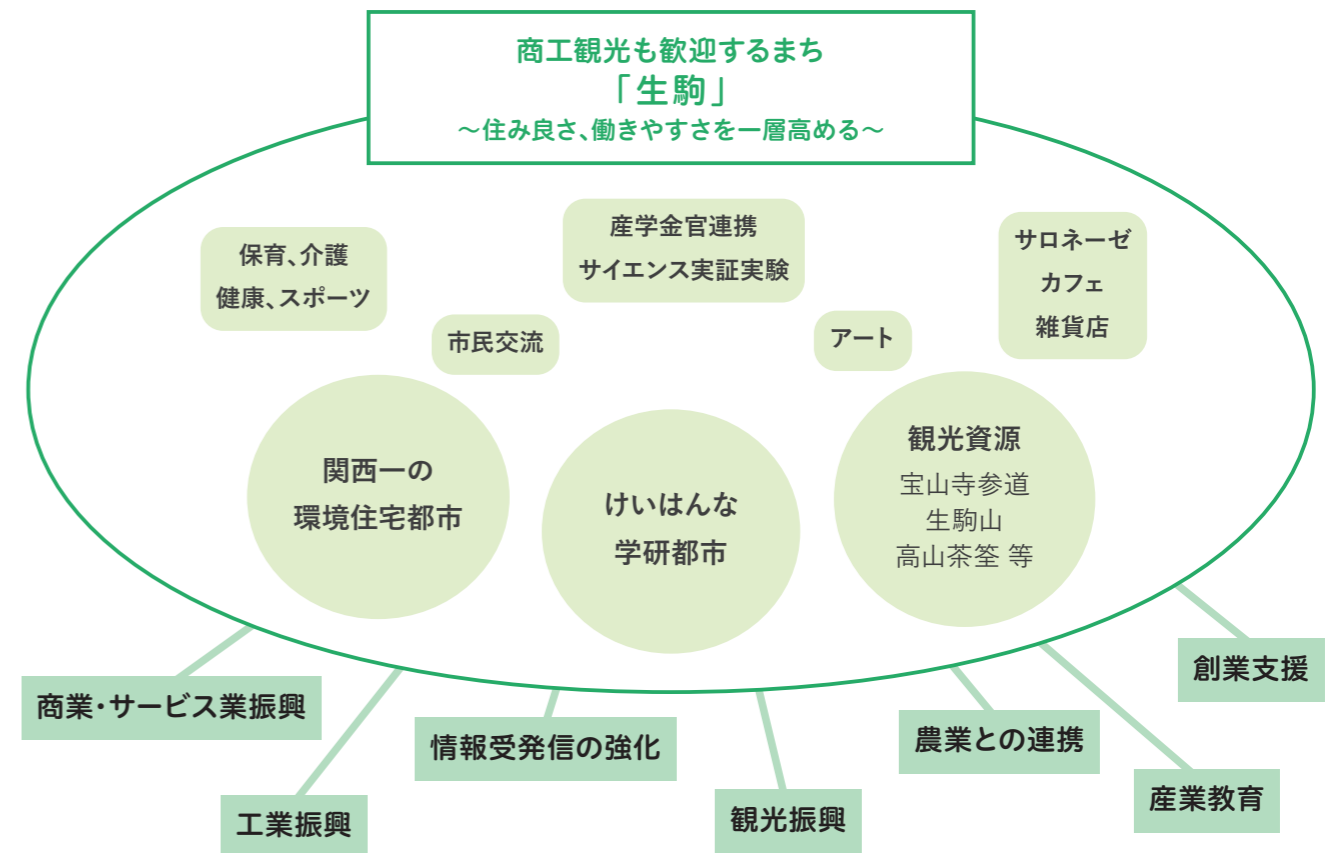 商工観光も歓迎するまち
「生駒」
〜住み良さ、働きやすさを一層高める〜
保育、介護
健康、スポーツ
市民交流
産学金官連携
サイエンス実証実験
アート
サロネーゼ
カフェ
雑貨店
関西一の
環境住宅都市
けいはんな
学研都市
観光資源
宝山寺参道
生駒山
高山茶筌 等
商業・サービス業振興
工業振興
情報受発信の強化
観光振興
農業との連携
産業教育
創業支援